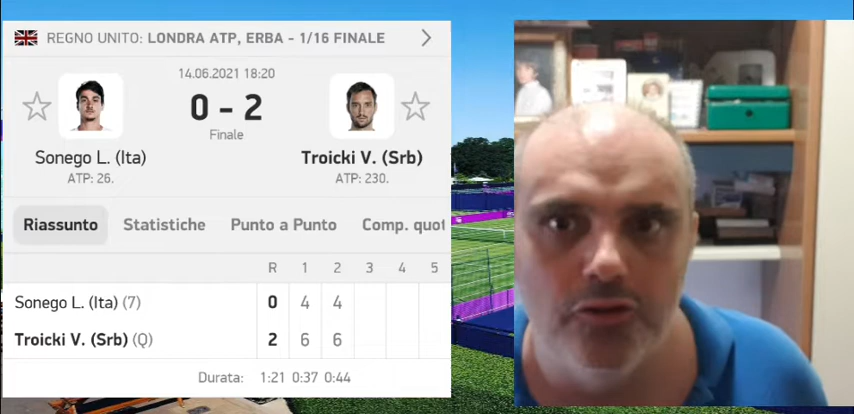 REGNO UNITO: LONDRA ATP, ERBA - 1/16 FINALE
14.06.2021 18:20
0 - 2
Finale
Sonego L. (Ita) Troicki V. (Srb)
ATP: 26. ATP: 230.
Riassunto Statistiche Punto a Punto Comp. quot
R 1 2 3 4 5
Sonego L. (Ita) (7) 0 4 4
Troicki V. (Srb) (Q) 2 6 6
Durata: 1:21 0:37 0:44